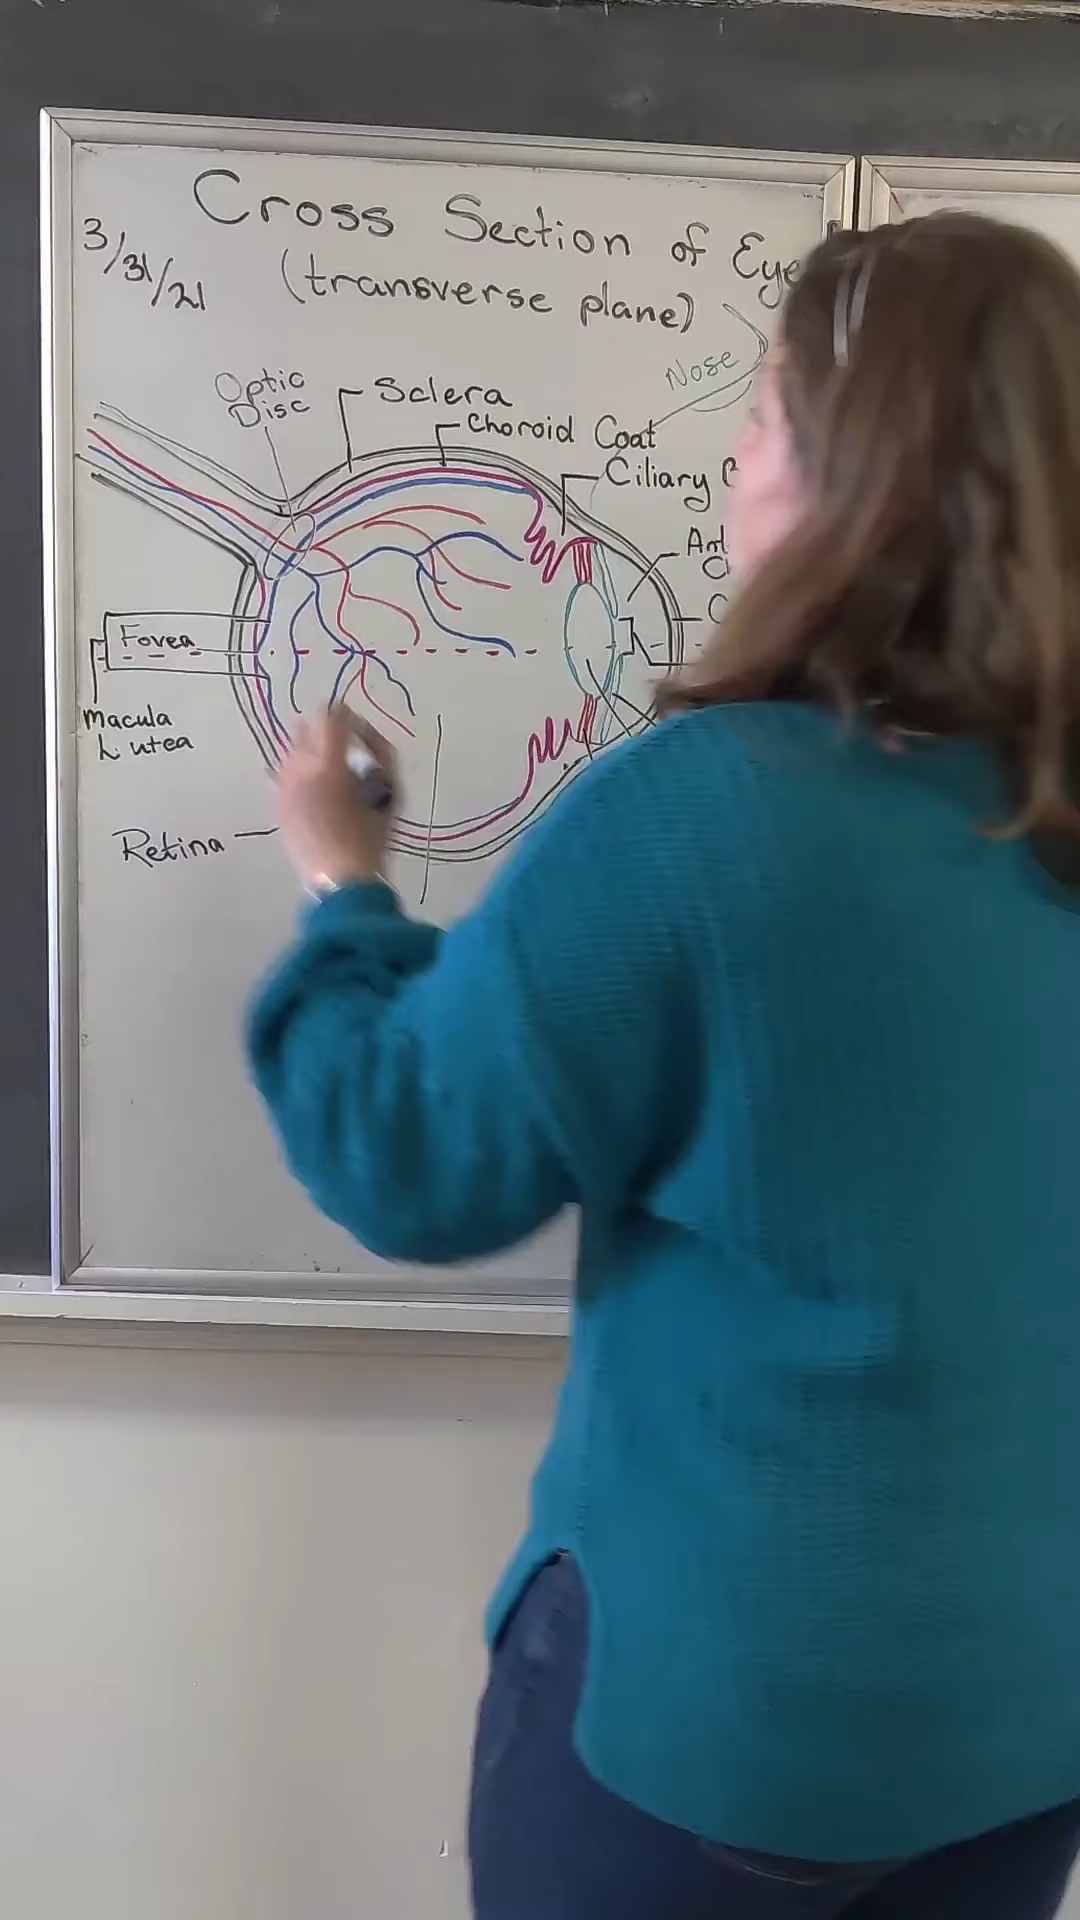 Cross Section of Eye
3/31/21
(transverse plane)
Nose
Optic
Disc
Sclera
Choroid Coat
Ciliary
Fovea
Macula
Lutea
Retina